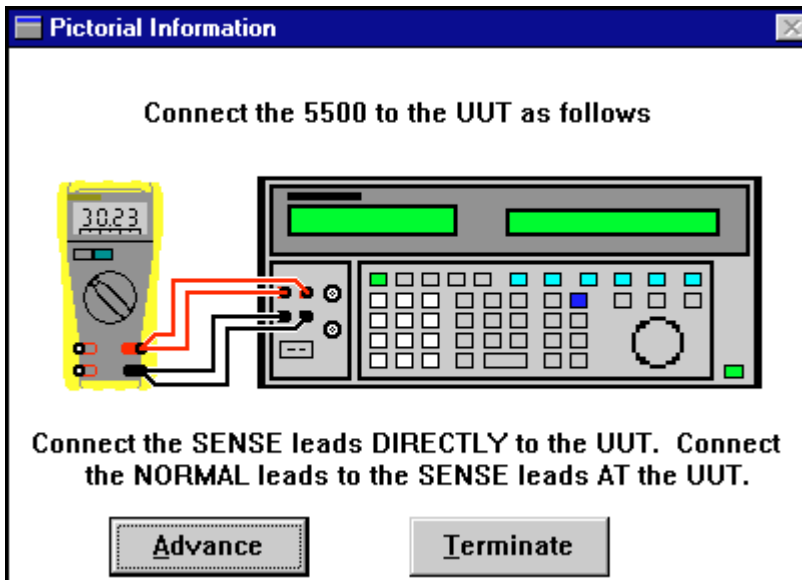 Pictorial Information
Connect the 5500 to the UUT as follows
30.23
Connect the SENSE leads DIRECTLY to the UUT. Connect
the NORMAL leads to the SENSE leads AT the UUT.
Advance
Terminate